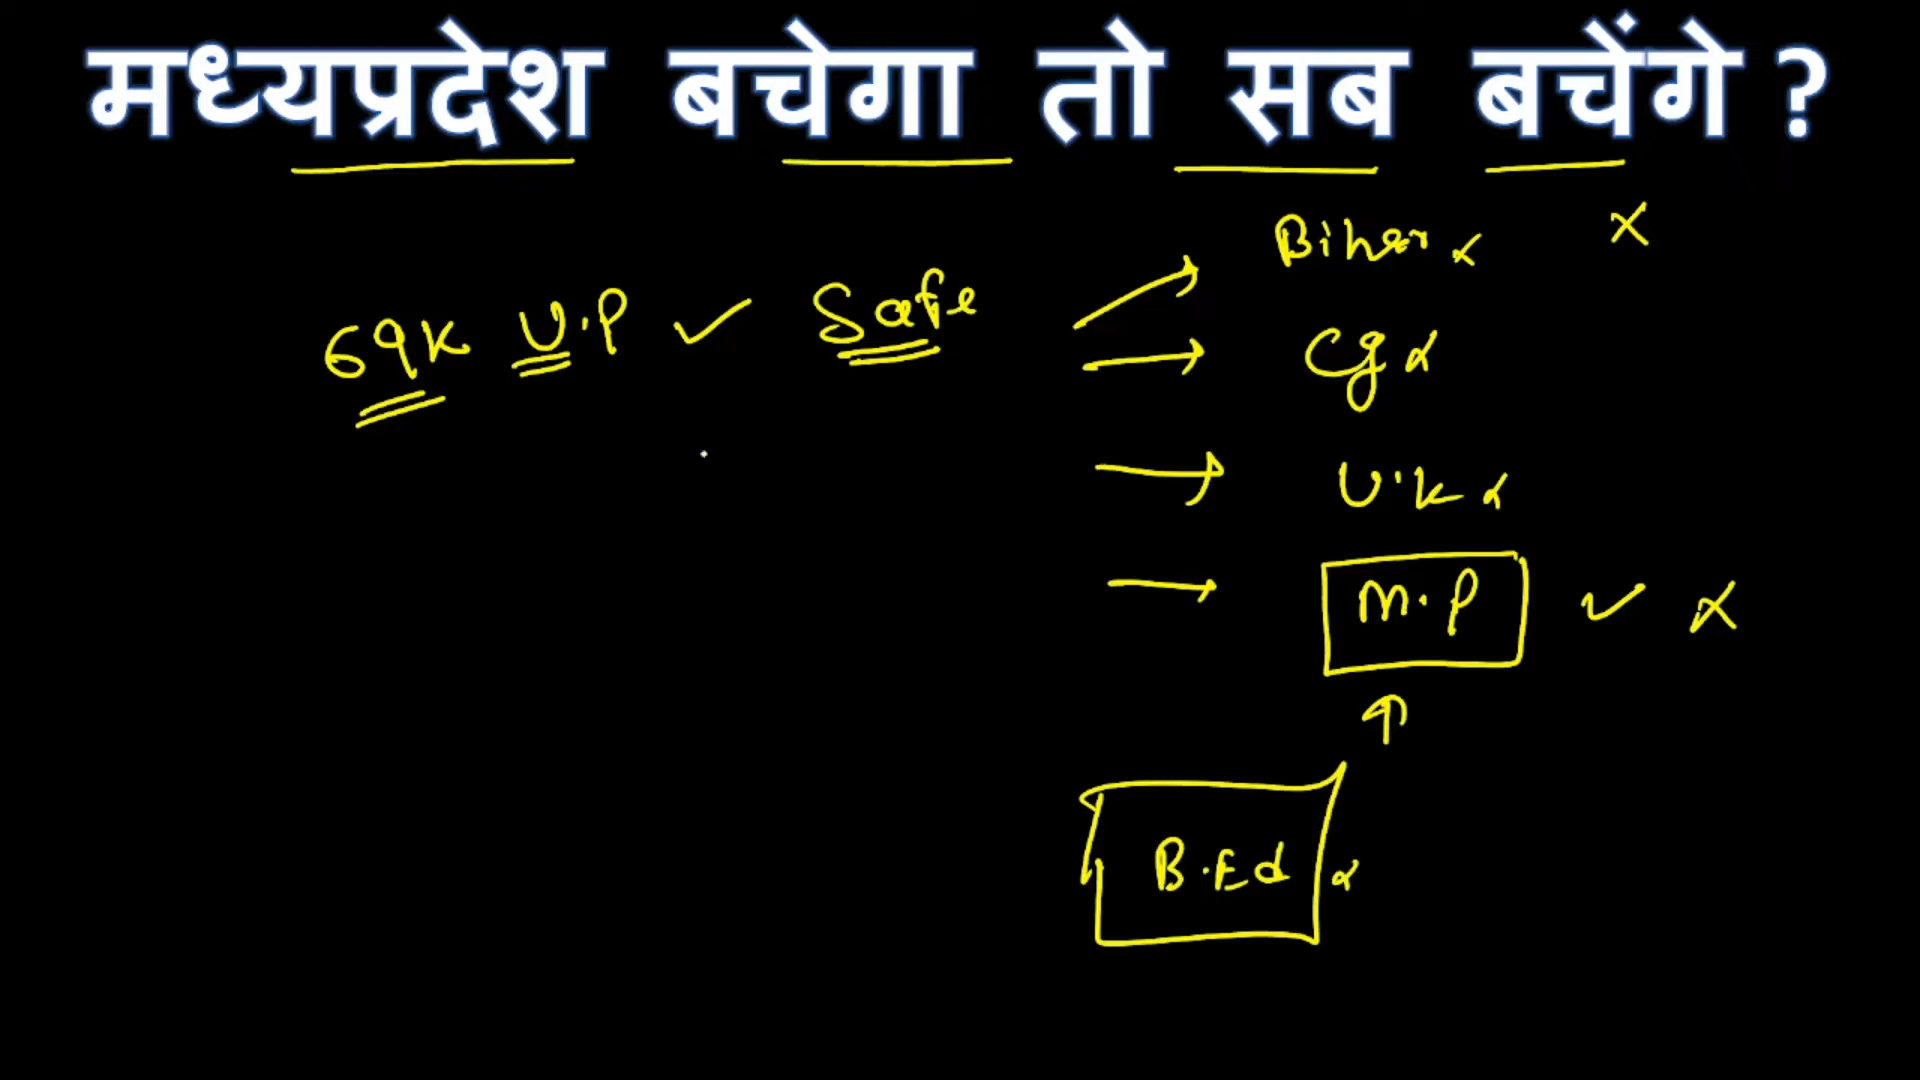 मध्यप्रदेश बचेगा तो सब बचेंगे ?
69K U.P ✓ Safe
Bihar x x
Cg x
U.K x
M.P ✓ x
B.Ed x